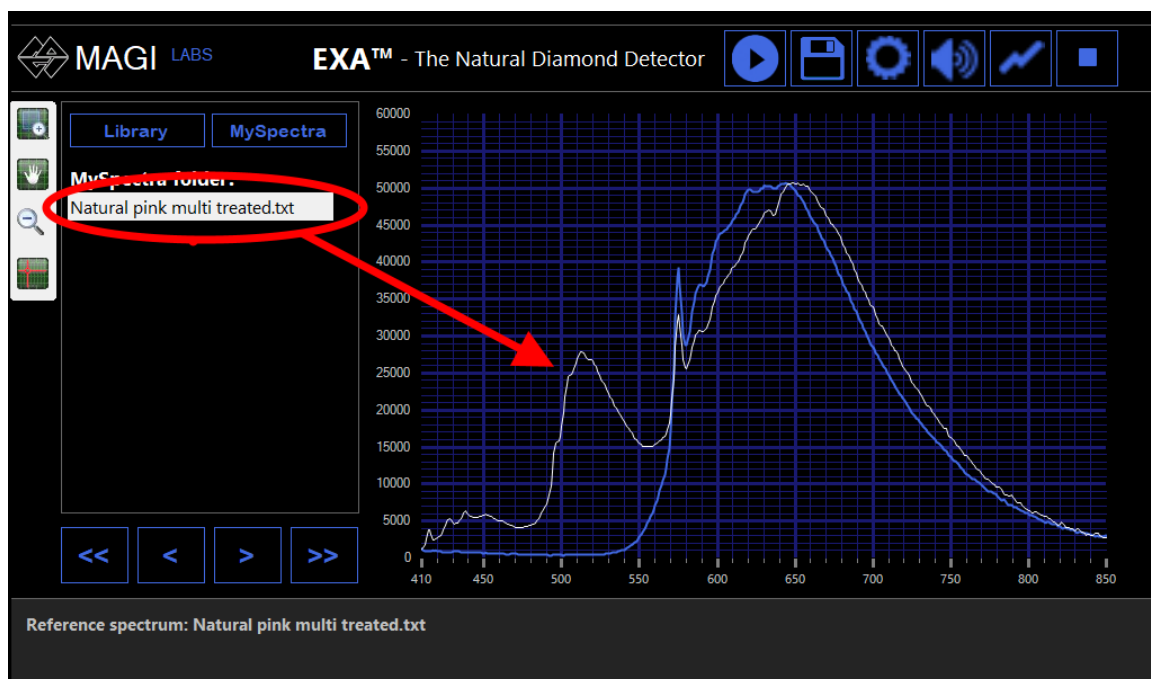 MAGI LABS
EXA™ - The Natural Diamond Detector
Library MySpectra
MySpectra folder:
Natural pink multi treated.txt
<< < > >>
60000
55000
50000
45000
40000
35000
30000
25000
20000
15000
10000
5000
0
410 450 500 550 600 650 700 750 800 850
Reference spectrum: Natural pink multi treated.txt